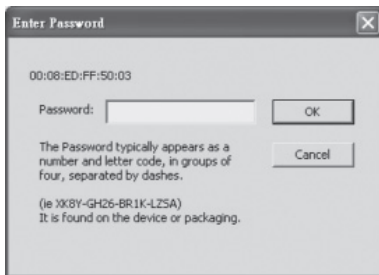 Enter Password
00:08:ED:FF:50:03
Password:
OK
The Password typically appears as a
number and letter code, in groups of
four, separated by dashes.
Cancel
(ie XK8Y-GH26-BR1K-LZSA)
It is found on the device or packaging.